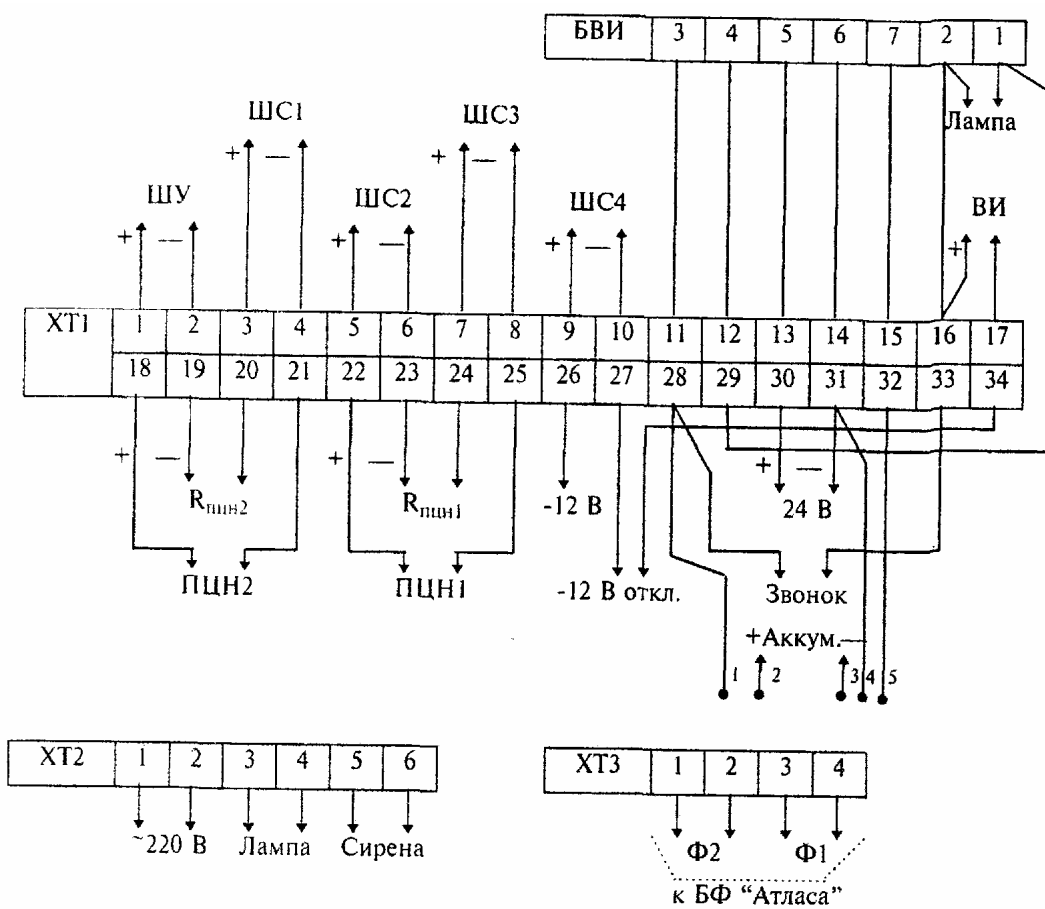 БВИ 3 4 5 6 7 2 1
Лампа
ШС1 ШС3
+ — + —
ШУ ШС2 ШС4 ВИ
+ — + — + — +
ХТ1 1 2 3 4 5 6 7 8 9 10 11 12 13 14 15 16 17
18 19 20 21 22 23 24 25 26 27 28 29 30 31 32 33 34
+ — + — + —
Rпцн2 Rпцн1 -12 В 24 В
ПЦН2 ПЦН1 -12 В откл. Звонок
+Аккум.—
1 2 3 4 5
ХТ2 1 2 3 4 5 6
~220 В Лампа Сирена
ХТ3 1 2 3 4
Ф2 Ф1
к БФ “Атласа”